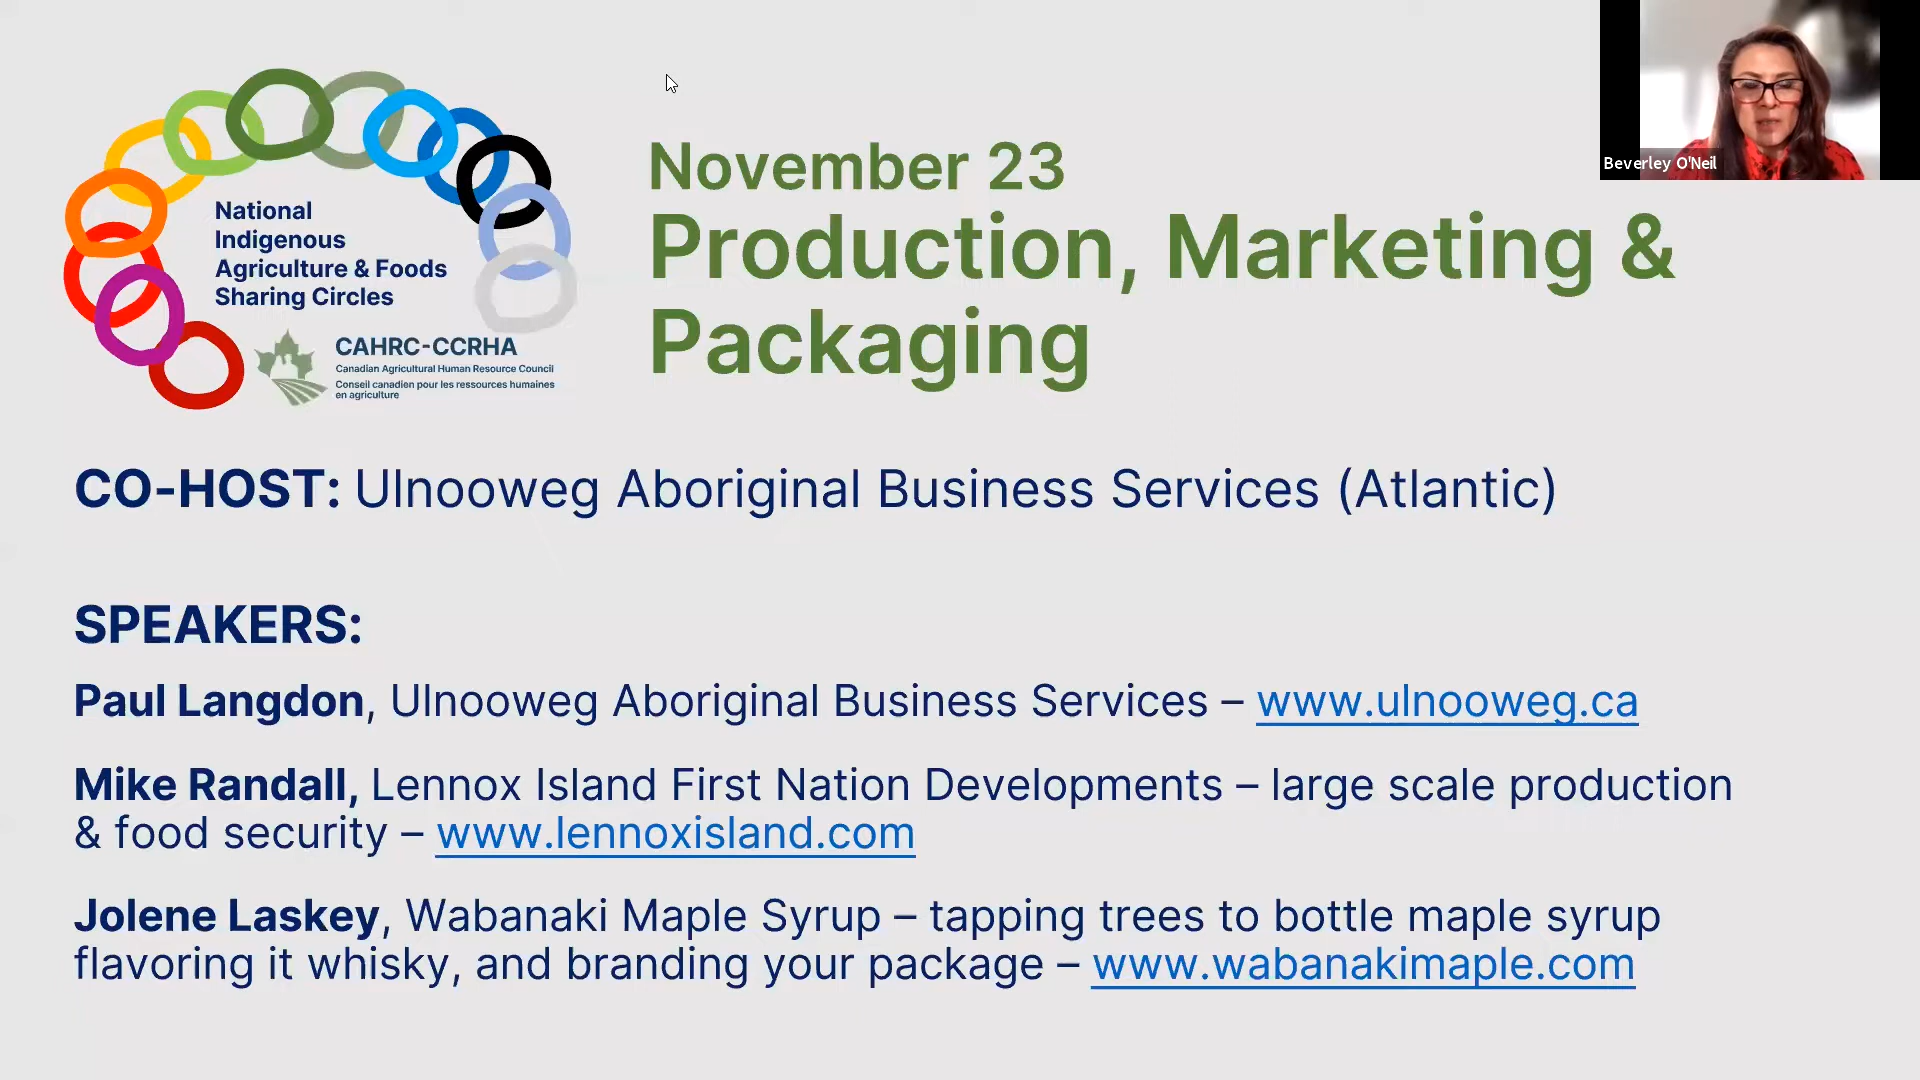 Beverley O'Neil
National
Indigenous
Agriculture & Foods
Sharing Circles
CAHRC-CCRHA
Canadian Agricultural Human Resource Council
Conseil canadien pour les ressources humaines
en agriculture
November 23
Production, Marketing &
Packaging
CO-HOST: Ulnooweg Aboriginal Business Services (Atlantic)
SPEAKERS:
Paul Langdon, Ulnooweg Aboriginal Business Services – www.ulnooweg.ca
Mike Randall, Lennox Island First Nation Developments – large scale production
& food security – www.lennoxisland.com
Jolene Laskey, Wabanaki Maple Syrup – tapping trees to bottle maple syrup
flavoring it whisky, and branding your package – www.wabanakimaple.com